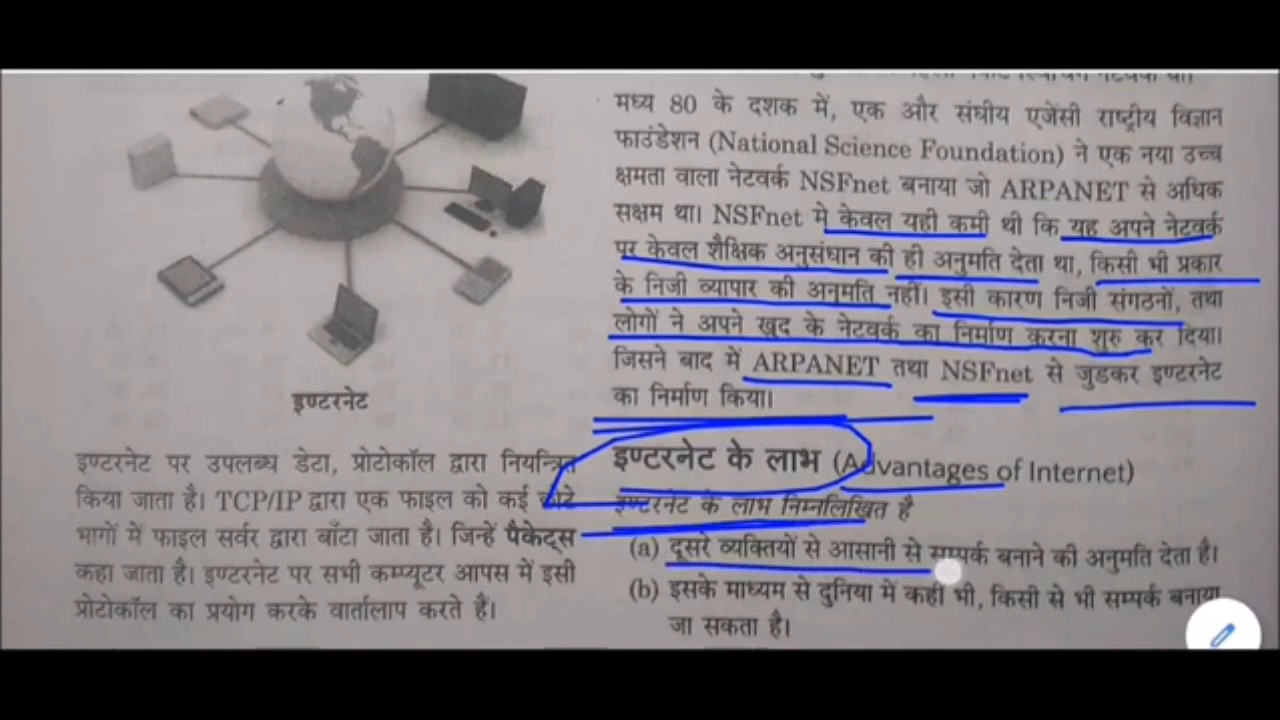 इण्टरनेट
इण्टरनेट पर उपलब्ध डेटा, प्रोटोकॉल द्वारा नियन्त्रित
किया जाता है। TCP/IP द्वारा एक फाइल को कई छोटे
भागों में फाइल सर्वर द्वारा बाँटा जाता है। जिन्हें पैकेट्स
कहा जाता है। इण्टरनेट पर सभी कम्प्यूटर आपस में इसी
प्रोटोकॉल का प्रयोग करके वार्तालाप करते हैं।
मध्य 80 के दशक में, एक और संघीय एजेंसी राष्ट्रीय विज्ञान
फाउंडेशन (National Science Foundation) ने एक नया उच्च
क्षमता वाला नेटवर्क NSFnet बनाया जो ARPANET से अधिक
सक्षम था। NSFnet मे केवल यही कमी थी कि यह अपने नेटवर्क
पर केवल शैक्षिक अनुसंधान की ही अनुमति देता था, किसी भी प्रकार
के निजी व्यापार की अनुमति नहीं। इसी कारण निजी संगठनों, तथा
लोगों ने अपने खुद के नेटवर्क का निर्माण करना शुरु कर दिया।
जिसने बाद में ARPANET तथा NSFnet से जुडकर इण्टरनेट
का निर्माण किया।
इण्टरनेट के लाभ (Advantages of Internet)
इण्टरनेट के लाभ निम्नलिखित है
(a) दूसरे व्यक्तियों से आसानी से सम्पर्क बनाने की अनुमति देता है।
(b) इसके माध्यम से दुनिया में कहीं भी, किसी से भी सम्पर्क बनाया
जा सकता है।